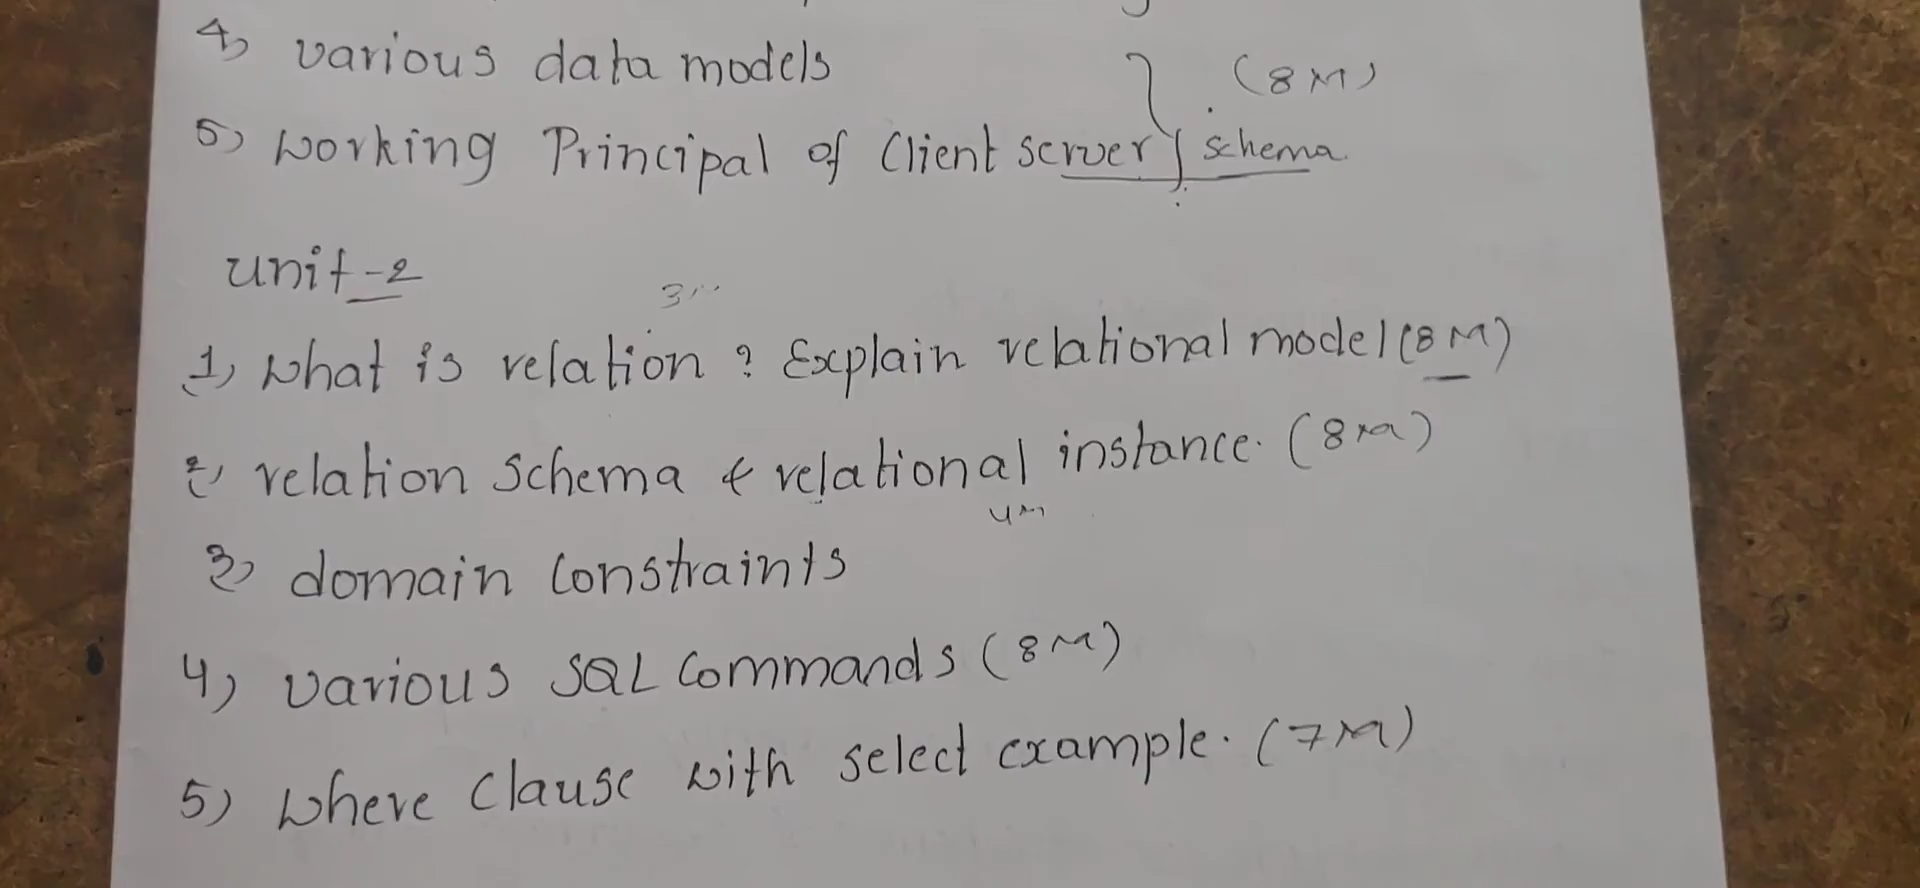 4) various data models
} (8M)
5) working Principal of Client server / schema.
unit-2
3M
1) what is relation? Explain relational model (8M)
2) relation schema & relational instance. (8M)
4M
3) domain constraints
4) various SQL Commands (8M)
5) where clause with select example. (7M)